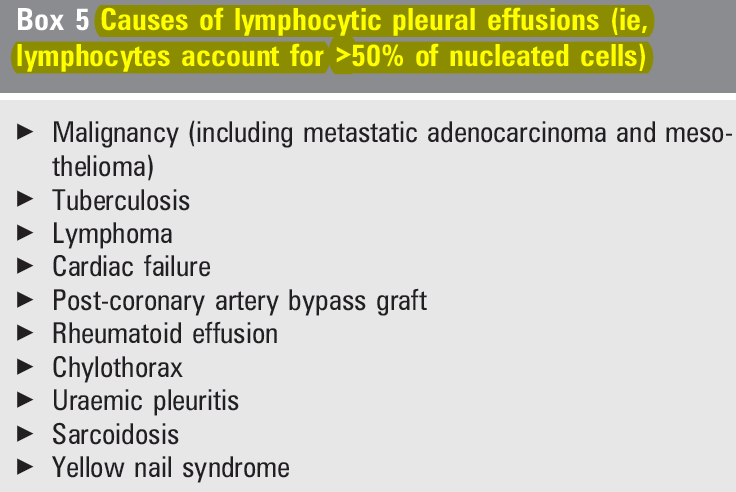 Box 5 Causes of lymphocytic pleural effusions (ie,
lymphocytes account for >50% of nucleated cells)
► Malignancy (including metastatic adenocarcinoma and meso-
thelioma)
► Tuberculosis
► Lymphoma
► Cardiac failure
► Post-coronary artery bypass graft
► Rheumatoid effusion
► Chylothorax
► Uraemic pleuritis
► Sarcoidosis
► Yellow nail syndrome